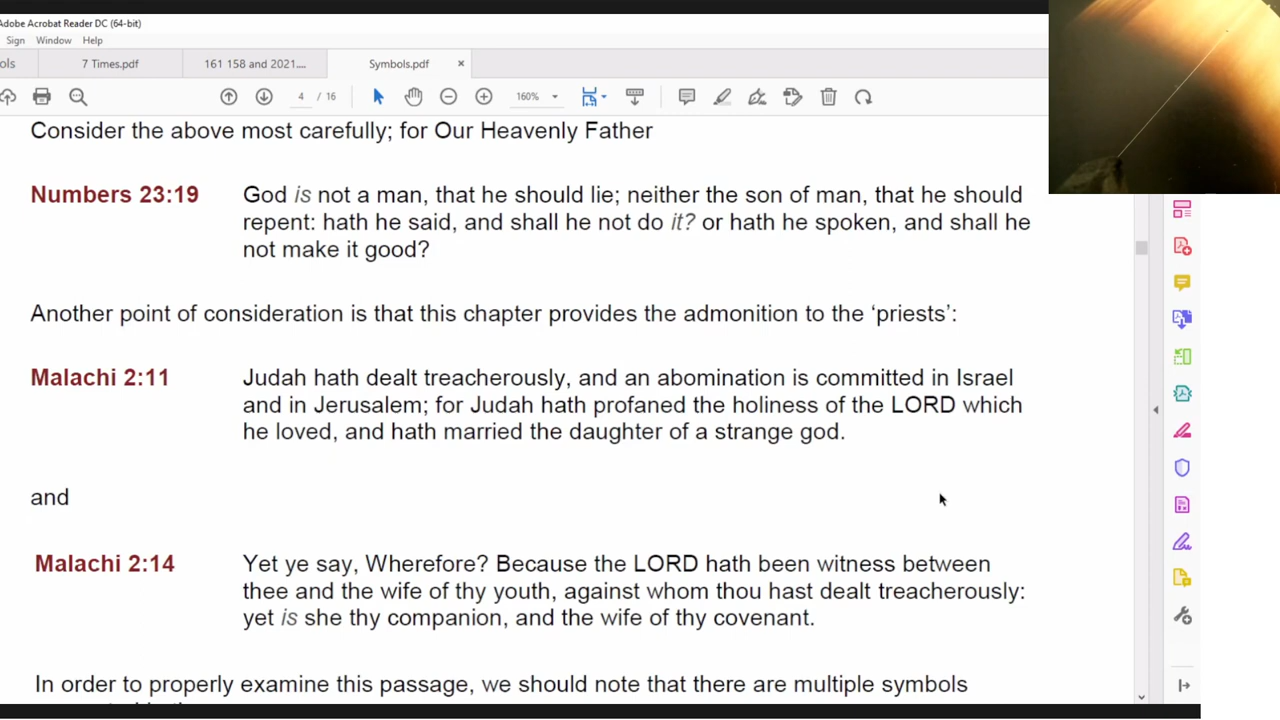 Adobe Acrobat Reader DC (64-bit)
Sign Window Help
ols 7 Times.pdf 161 158 and 2021.... Symbols.pdf ×
4 / 16 160%
Consider the above most carefully; for Our Heavenly Father
Numbers 23:19 God is not a man, that he should lie; neither the son of man, that he should
repent: hath he said, and shall he not do it? or hath he spoken, and shall he
not make it good?
Another point of consideration is that this chapter provides the admonition to the ‘priests’:
Malachi 2:11 Judah hath dealt treacherously, and an abomination is committed in Israel
and in Jerusalem; for Judah hath profaned the holiness of the LORD which
he loved, and hath married the daughter of a strange god.
and
Malachi 2:14 Yet ye say, Wherefore? Because the LORD hath been witness between
thee and the wife of thy youth, against whom thou hast dealt treacherously:
yet is she thy companion, and the wife of thy covenant.
In order to properly examine this passage, we should note that there are multiple symbols